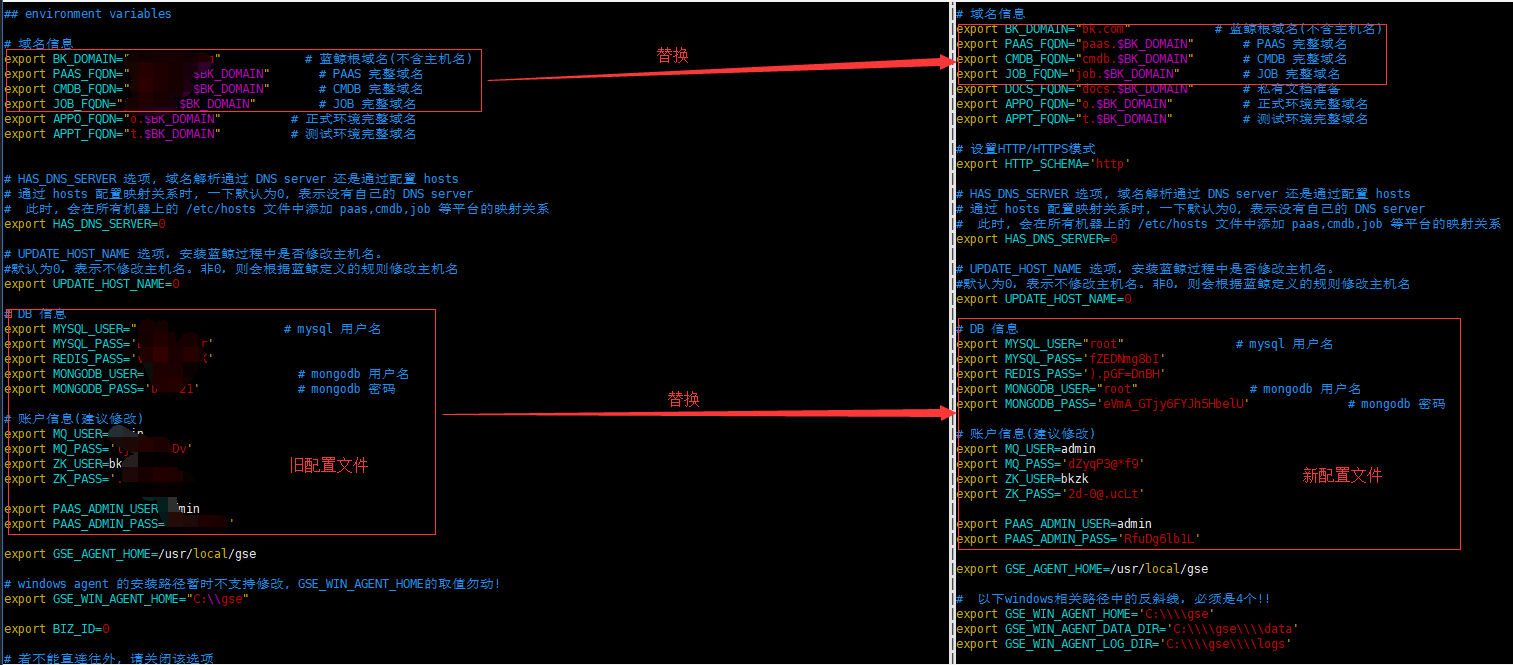 ## environment variables
# 域名信息
export BK_DOMAIN=" " # 蓝鲸根域名(不含主机名)
export PAAS_FQDN=" $BK_DOMAIN" # PAAS 完整域名
export CMDB_FQDN=" $BK_DOMAIN" # CMDB 完整域名
export JOB_FQDN=" $BK_DOMAIN" # JOB 完整域名
export APPO_FQDN="o.$BK_DOMAIN" # 正式环境完整域名
export APPT_FQDN="t.$BK_DOMAIN" # 测试环境完整域名
# HAS_DNS_SERVER 选项, 域名解析通过 DNS server 还是通过配置 hosts
# 通过 hosts 配置映射关系时, 一下默认为0, 表示没有自己的 DNS server
# 此时, 会在所有机器上的 /etc/hosts 文件中添加 paas,cmdb,job 等平台的映射关系
export HAS_DNS_SERVER=0
# UPDATE_HOST_NAME 选项, 安装蓝鲸过程中是否修改主机名。
#默认为0, 表示不修改主机名。非0, 则会根据蓝鲸定义的规则修改主机名
export UPDATE_HOST_NAME=0
# DB 信息
export MYSQL_USER=" # mysql 用户名
export MYSQL_PASS='
export REDIS_PASS='
export MONGODB_USER= # mongodb 用户名
export MONGODB_PASS=' 21' # mongodb 密码
# 账户信息(建议修改)
export MQ_USER=
export MQ_PASS=' Dv'
export ZK_USER=bk
export ZK_PASS='
export PAAS_ADMIN_USER min
export PAAS_ADMIN_PASS= '
export GSE_AGENT_HOME=/usr/local/gse
# windows agent 的安装路径暂时不支持修改, GSE_WIN_AGENT_HOME的取值勿动!
export GSE_WIN_AGENT_HOME="C:\\gse"
export BIZ_ID=0
# 若不能直连往外, 请关闭该选项
替换
替换
旧配置文件
# 域名信息
export BK_DOMAIN="bk.com" # 蓝鲸根域名(不含主机名)
export PAAS_FQDN="paas.$BK_DOMAIN" # PAAS 完整域名
export CMDB_FQDN="cmdb.$BK_DOMAIN" # CMDB 完整域名
export JOB_FQDN="job.$BK_DOMAIN" # JOB 完整域名
export DOCS_FQDN="docs.$BK_DOMAIN" # 私有文档准备
export APPO_FQDN="o.$BK_DOMAIN" # 正式环境完整域名
export APPT_FQDN="t.$BK_DOMAIN" # 测试环境完整域名
# 设置HTTP/HTTPS模式
export HTTP_SCHEMA='http'
# HAS_DNS_SERVER 选项, 域名解析通过 DNS server 还是通过配置 hosts
# 通过 hosts 配置映射关系时, 一下默认为0, 表示没有自己的 DNS server
# 此时, 会在所有机器上的 /etc/hosts 文件中添加 paas,cmdb,job 等平台的映射关系
export HAS_DNS_SERVER=0
# UPDATE_HOST_NAME 选项, 安装蓝鲸过程中是否修改主机名。
#默认为0, 表示不修改主机名。非0, 则会根据蓝鲸定义的规则修改主机名
export UPDATE_HOST_NAME=0
# DB 信息
export MYSQL_USER="root" # mysql 用户名
export MYSQL_PASS='fZEDNmg8bI'
export REDIS_PASS=').pGF=DnBH'
export MONGODB_USER="root" # mongodb 用户名
export MONGODB_PASS='eVmA_GTjy6FYJh5HbelU' # mongodb 密码
# 账户信息(建议修改)
export MQ_USER=admin
export MQ_PASS='dZyqP3@*f9'
export ZK_USER=bkzk
export ZK_PASS='2d-0@.ucLt'
export PAAS_ADMIN_USER=admin
export PAAS_ADMIN_PASS='RfuDg6lb1L'
新配置文件
export GSE_AGENT_HOME=/usr/local/gse
# 以下windows相关路径中的反斜线, 必须是4个!!
export GSE_WIN_AGENT_HOME='C:\\\\gse'
export GSE_WIN_AGENT_DATA_DIR='C:\\\\gse\\\\data'
export GSE_WIN_AGENT_LOG_DIR='C:\\\\gse\\\\logs'